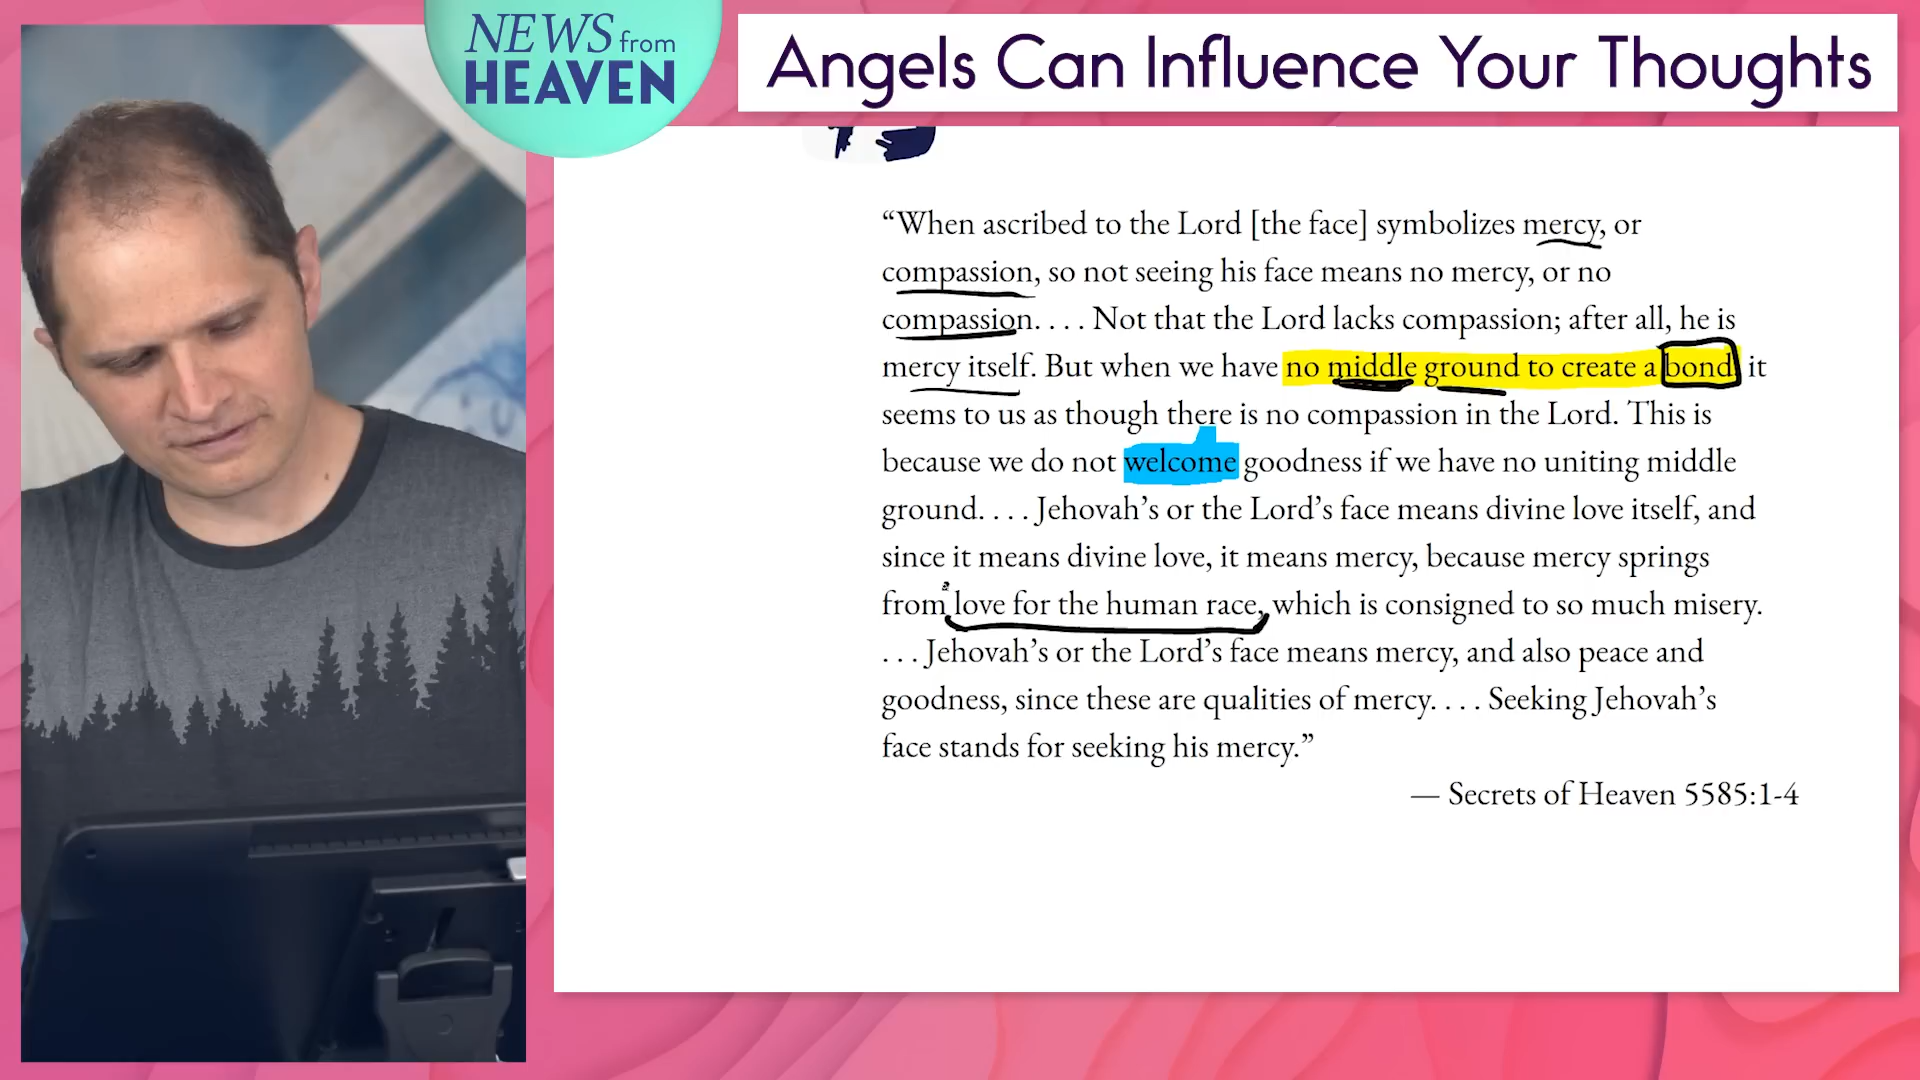 NEWS from
HEAVEN
Angels Can Influence Your Thoughts
“When ascribed to the Lord [the face] symbolizes mercy, or
compassion, so not seeing his face means no mercy, or no
compassion. . . . Not that the Lord lacks compassion; after all, he is
mercy itself. But when we have no middle ground to create a bond, it
seems to us as though there is no compassion in the Lord. This is
because we do not welcome goodness if we have no uniting middle
ground. . . . Jehovah’s or the Lord’s face means divine love itself, and
since it means divine love, it means mercy, because mercy springs
from love for the human race, which is consigned to so much misery.
. . . Jehovah’s or the Lord’s face means mercy, and also peace and
goodness, since these are qualities of mercy. . . . Seeking Jehovah’s
face stands for seeking his mercy.”
— Secrets of Heaven 5585:1-4